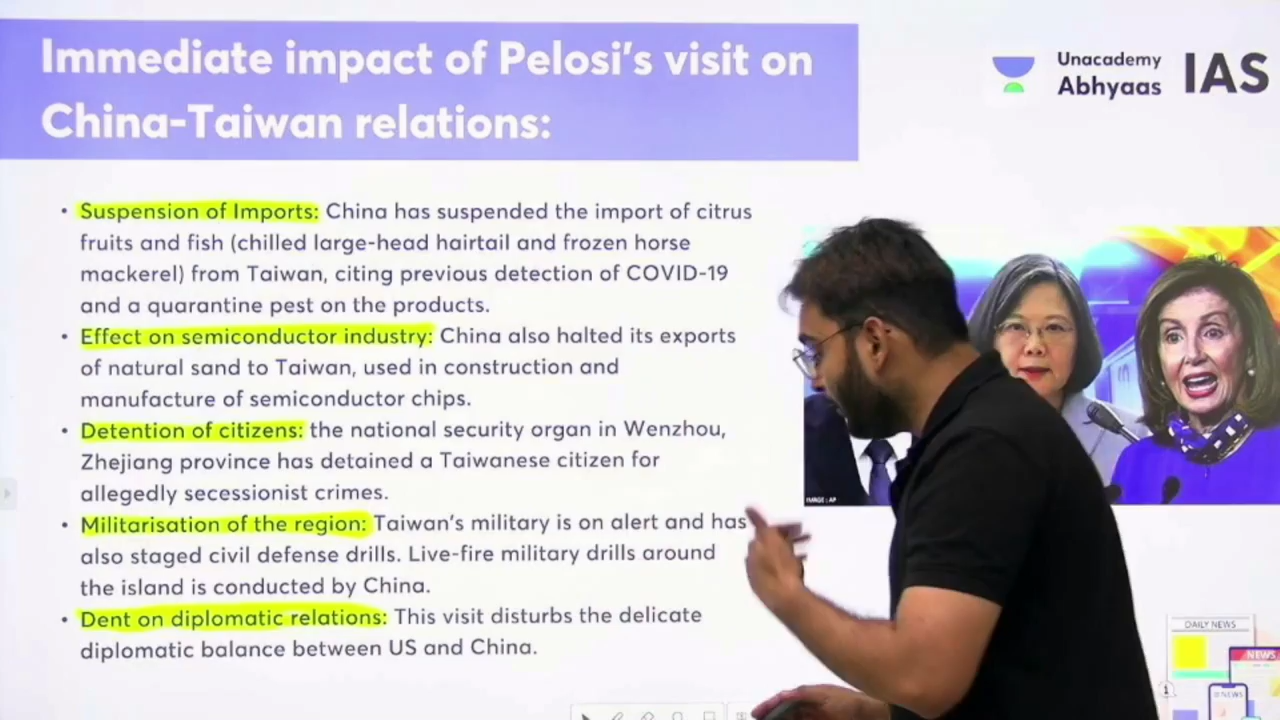 Immediate impact of Pelosi's visit on
China-Taiwan relations:
Unacademy
Abhyaas
IAS
• Suspension of Imports: China has suspended the import of citrus
fruits and fish (chilled large-head hairtail and frozen horse
mackerel) from Taiwan, citing previous detection of COVID-19
and a quarantine pest on the products.
• Effect on semiconductor industry: China also halted its exports
of natural sand to Taiwan, used in construction and
manufacture of semiconductor chips.
• Detention of citizens: the national security organ in Wenzhou,
Zhejiang province has detained a Taiwanese citizen for
allegedly secessionist crimes.
• Militarisation of the region: Taiwan's military is on alert and has
also staged civil defense drills. Live-fire military drills around
the island is conducted by China.
• Dent on diplomatic relations: This visit disturbs the delicate
diplomatic balance between US and China.
IMAGE: AP
DAILY NEWS
NEWS
NEWS